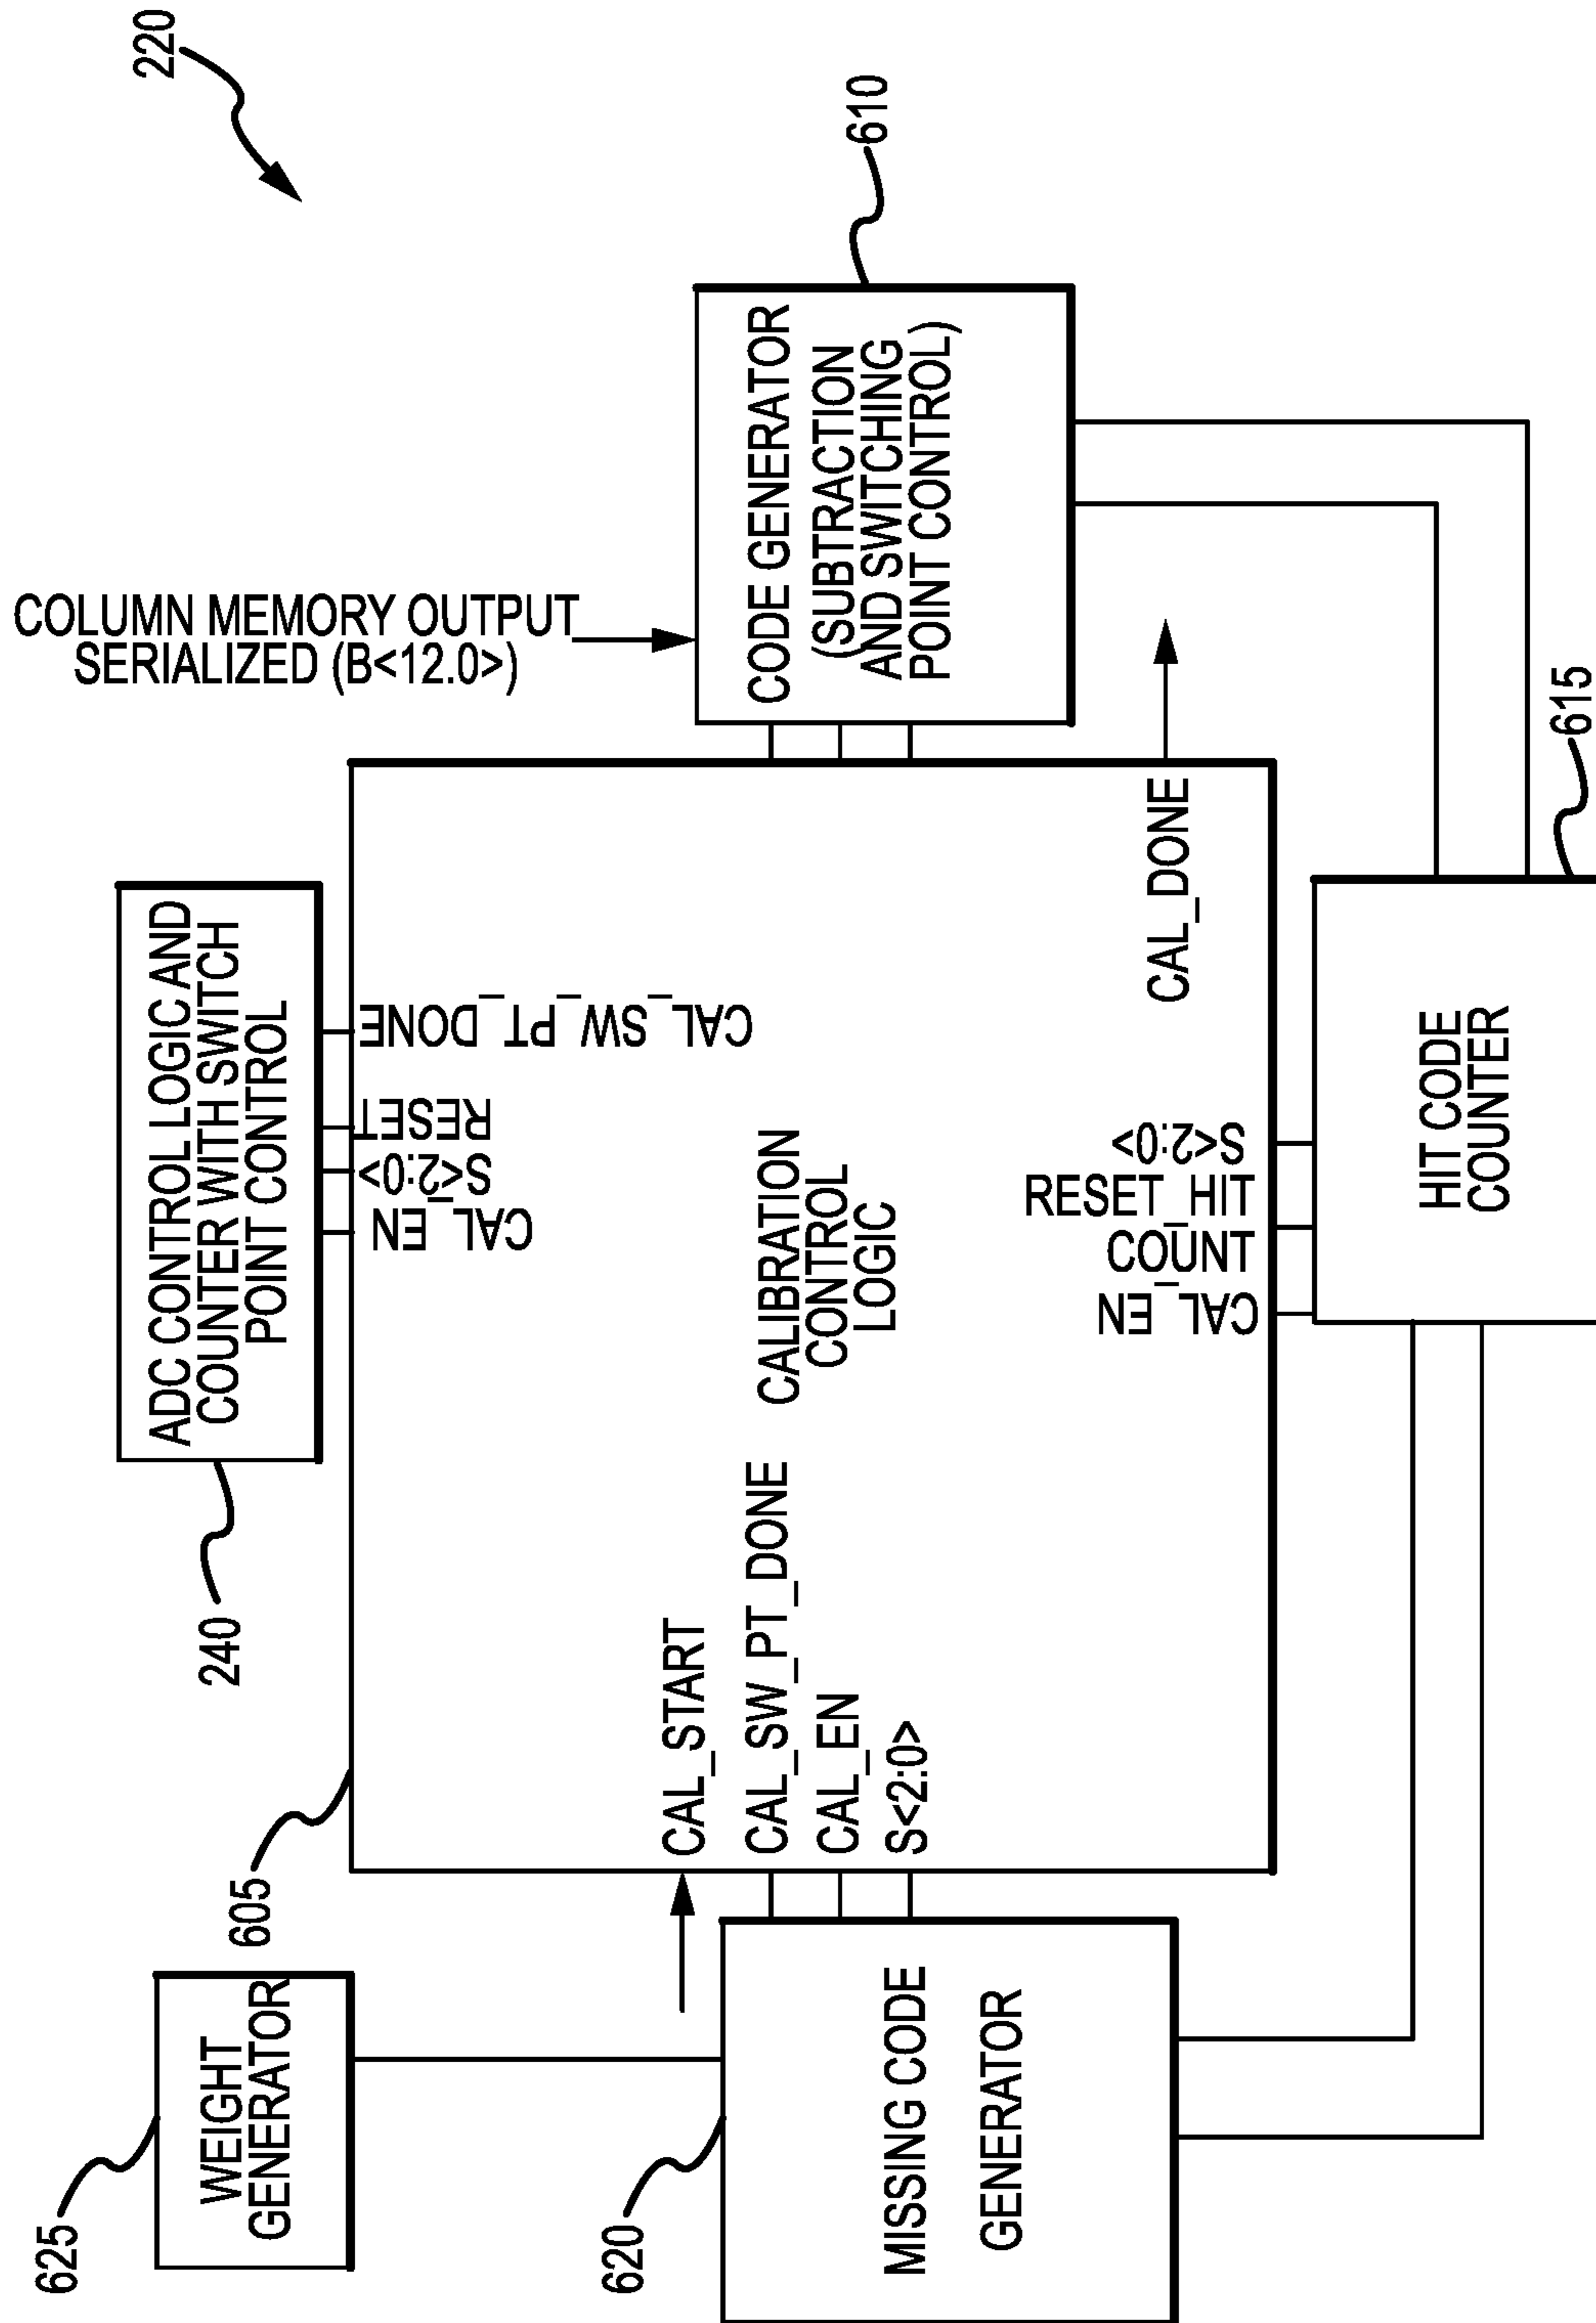 220
COLUMN MEMORY OUTPUT
SERIALIZED (B<12.0>)
610
CODE GENERATOR
(SUBTRACTION
AND SWITCHING
POINT CONTROL)
ADC CONTROL LOGIC AND
COUNTER WITH SWITCH
POINT CONTROL
240
CAL_EN
S<2:0>
RESET
CAL_SW_PT_DONE
605
CAL_START
CAL_SW_PT_DONE
CAL_EN
S<2:0>
CALIBRATION
CONTROL
LOGIC
CAL_DONE
CAL_EN
RESET_HIT
COUNT
S<2:0>
HIT CODE
COUNTER
615
WEIGHT
GENERATOR
625
MISSING CODE
GENERATOR
620